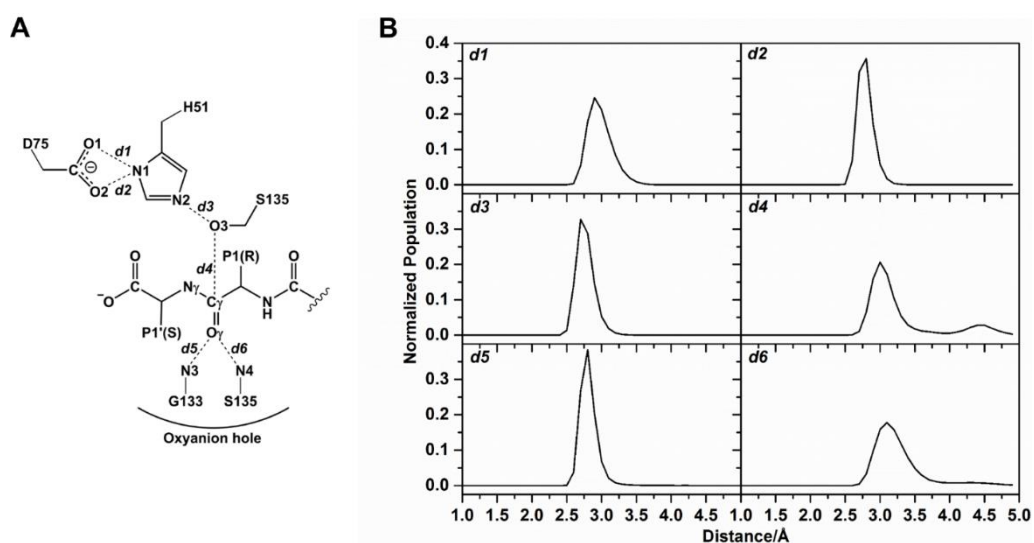 A
H51
D75
O1
d1
C
⊖
N1
O2
d2
N2
d3
S135
O3
O
P1(R)
O
d4
⁻O
Nγ
Cγ
N
H
P1'(S)
Oγ
d5
d6
N3
N4
G133
S135
Oxyanion hole
B
Normalized Population
0.4
0.3
0.2
0.1
0.0
d1
d2
0.3
0.2
0.1
0.0
d3
d4
0.3
0.2
0.1
0.0
d5
d6
1.0 1.5 2.0 2.5 3.0 3.5 4.0 4.5 1.0 1.5 2.0 2.5 3.0 3.5 4.0 4.5 5.0
Distance/Å